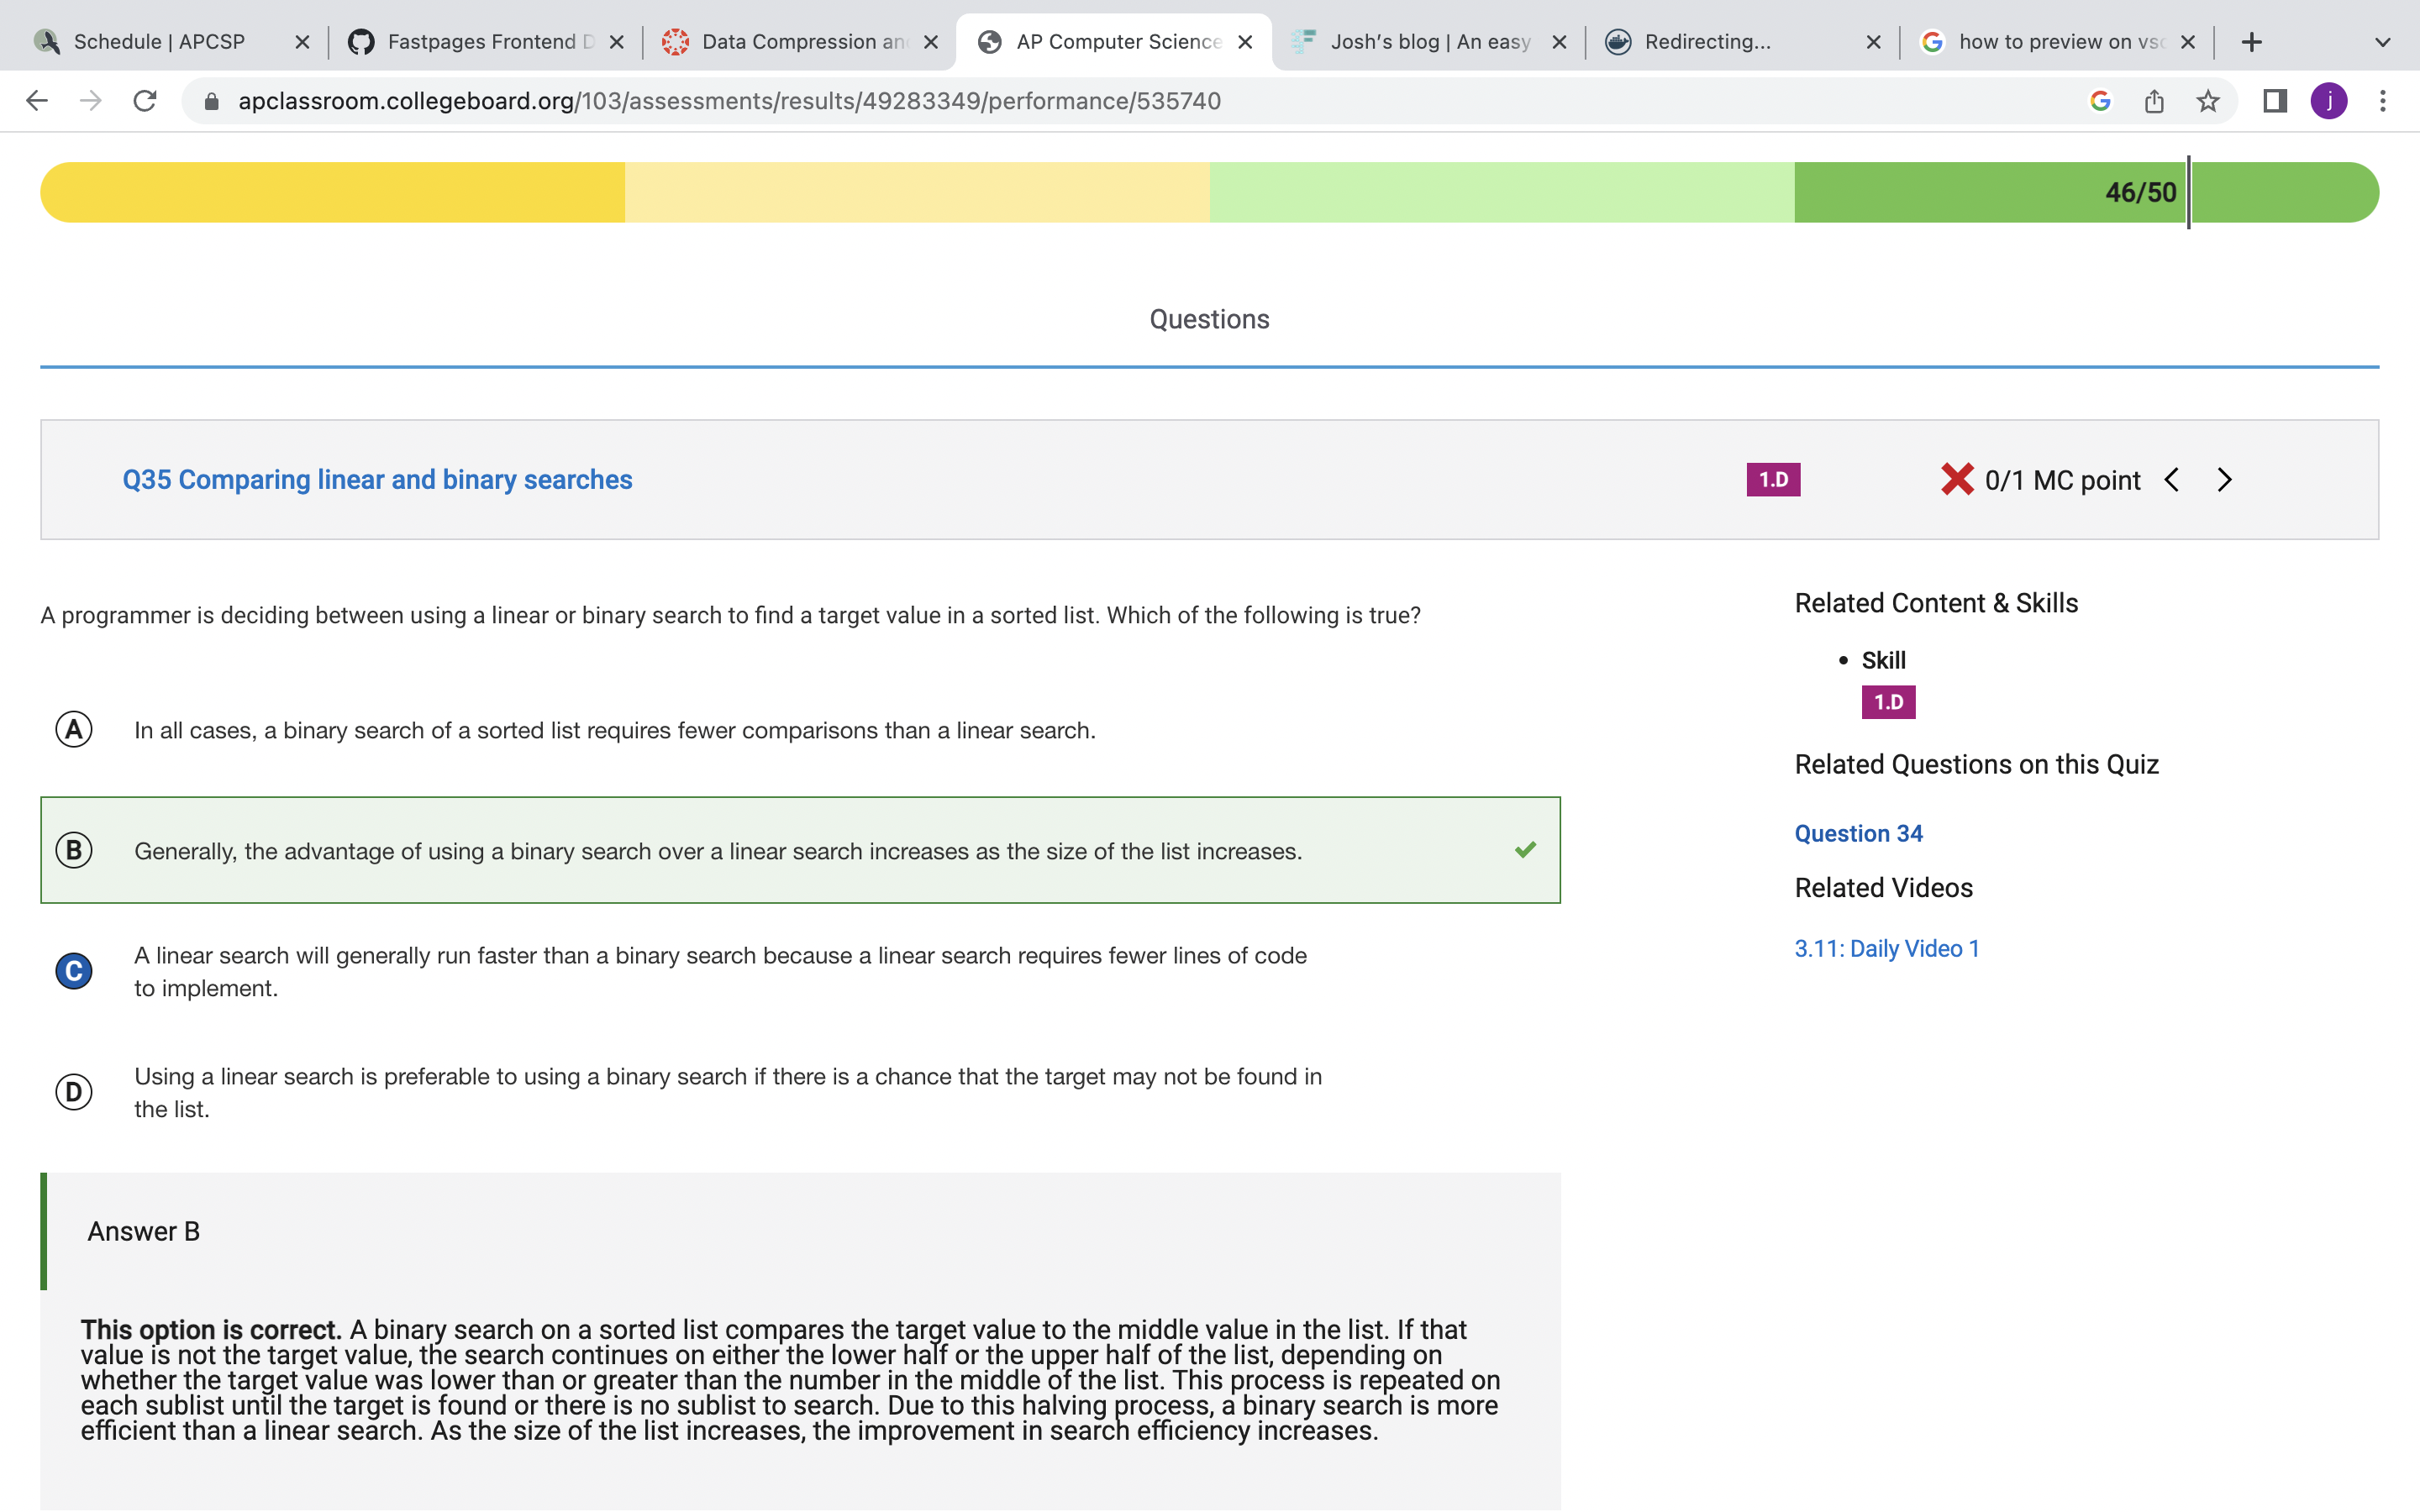 Schedule | APCSP
Fastpages Frontend D
Data Compression an
AP Computer Science
Josh's blog | An easy
Redirecting...
how to preview on vsc
apclassroom.collegeboard.org/103/assessments/results/49283349/performance/535740
j
46/50
Questions
Q35 Comparing linear and binary searches
1.D
0/1 MC point
A programmer is deciding between using a linear or binary search to find a target value in a sorted list. Which of the following is true?
A
In all cases, a binary search of a sorted list requires fewer comparisons than a linear search.
B
Generally, the advantage of using a binary search over a linear search increases as the size of the list increases.
C
A linear search will generally run faster than a binary search because a linear search requires fewer lines of code
to implement.
D
Using a linear search is preferable to using a binary search if there is a chance that the target may not be found in
the list.
Answer B
This option is correct. A binary search on a sorted list compares the target value to the middle value in the list. If that
value is not the target value, the search continues on either the lower half or the upper half of the list, depending on
whether the target value was lower than or greater than the number in the middle of the list. This process is repeated on
each sublist until the target is found or there is no sublist to search. Due to this halving process, a binary search is more
efficient than a linear search. As the size of the list increases, the improvement in search efficiency increases.
Related Content & Skills
• Skill
1.D
Related Questions on this Quiz
Question 34
Related Videos
3.11: Daily Video 1